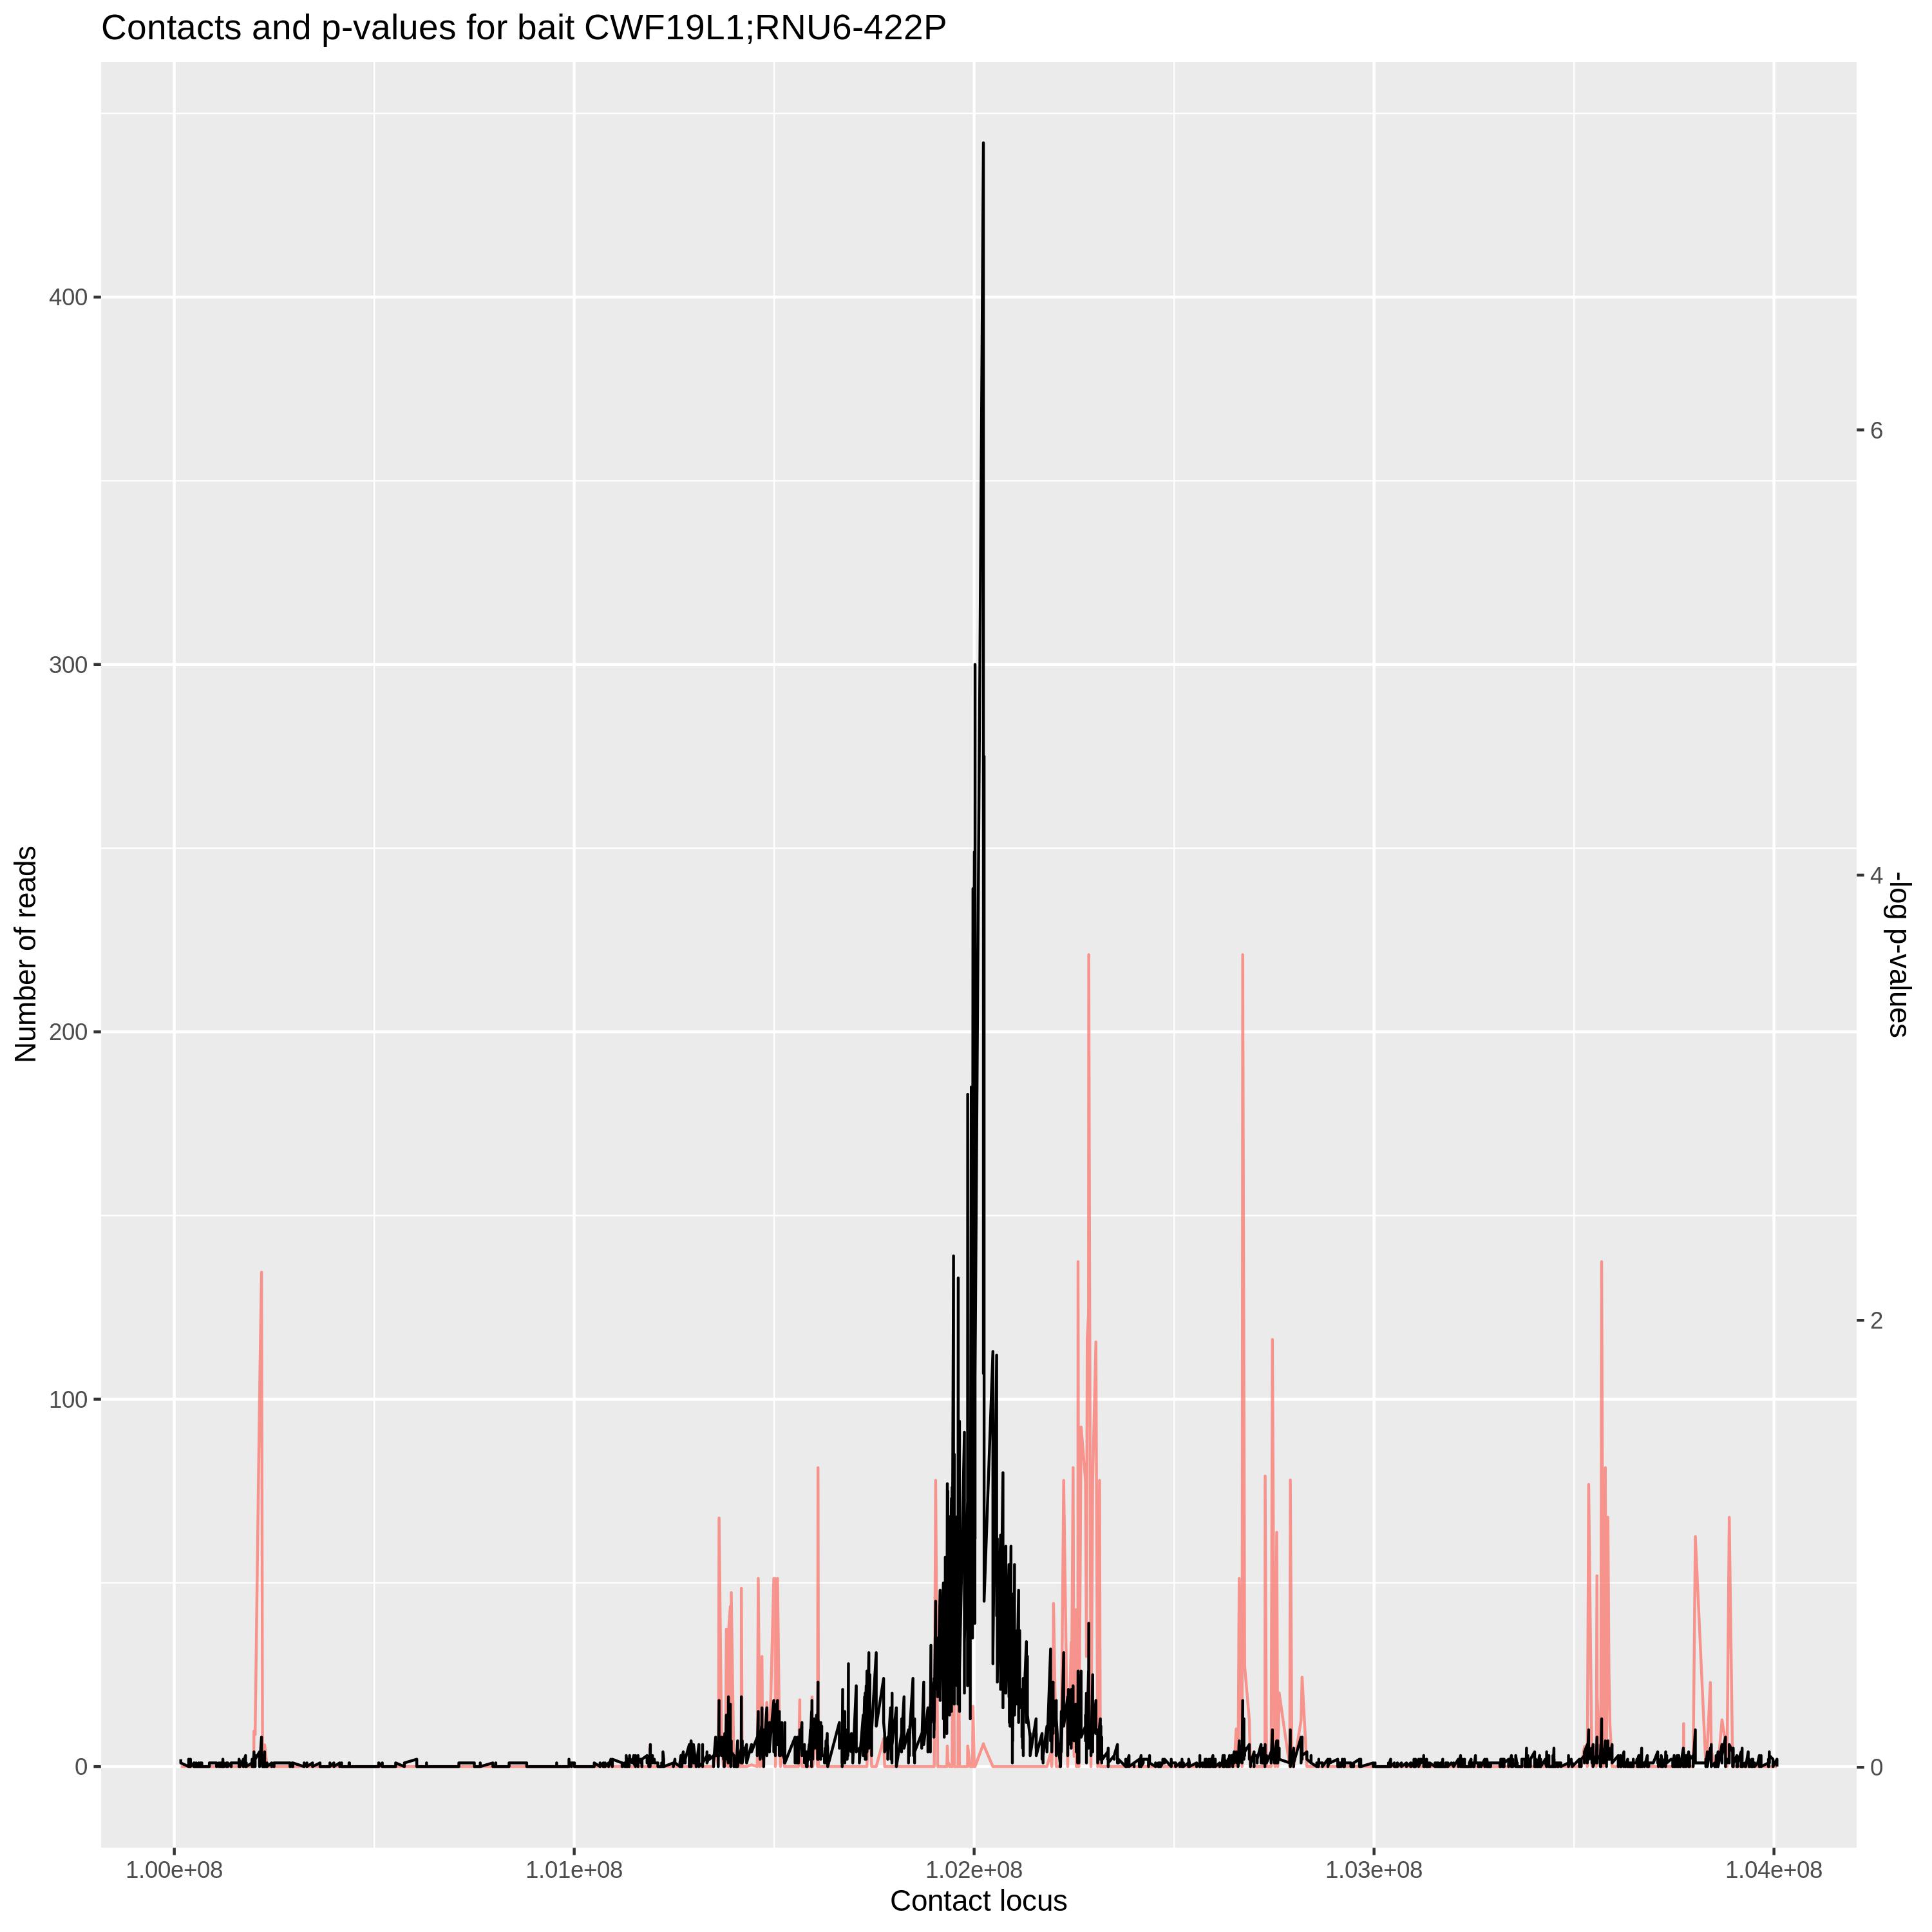 Contacts and p-values for bait CWF19L1;RNU6-422P
400
300
200
100
0
Number of reads
6
4
2
0
-log p-values
1.00e+08 1.01e+08 1.02e+08 1.03e+08 1.04e+08
Contact locus